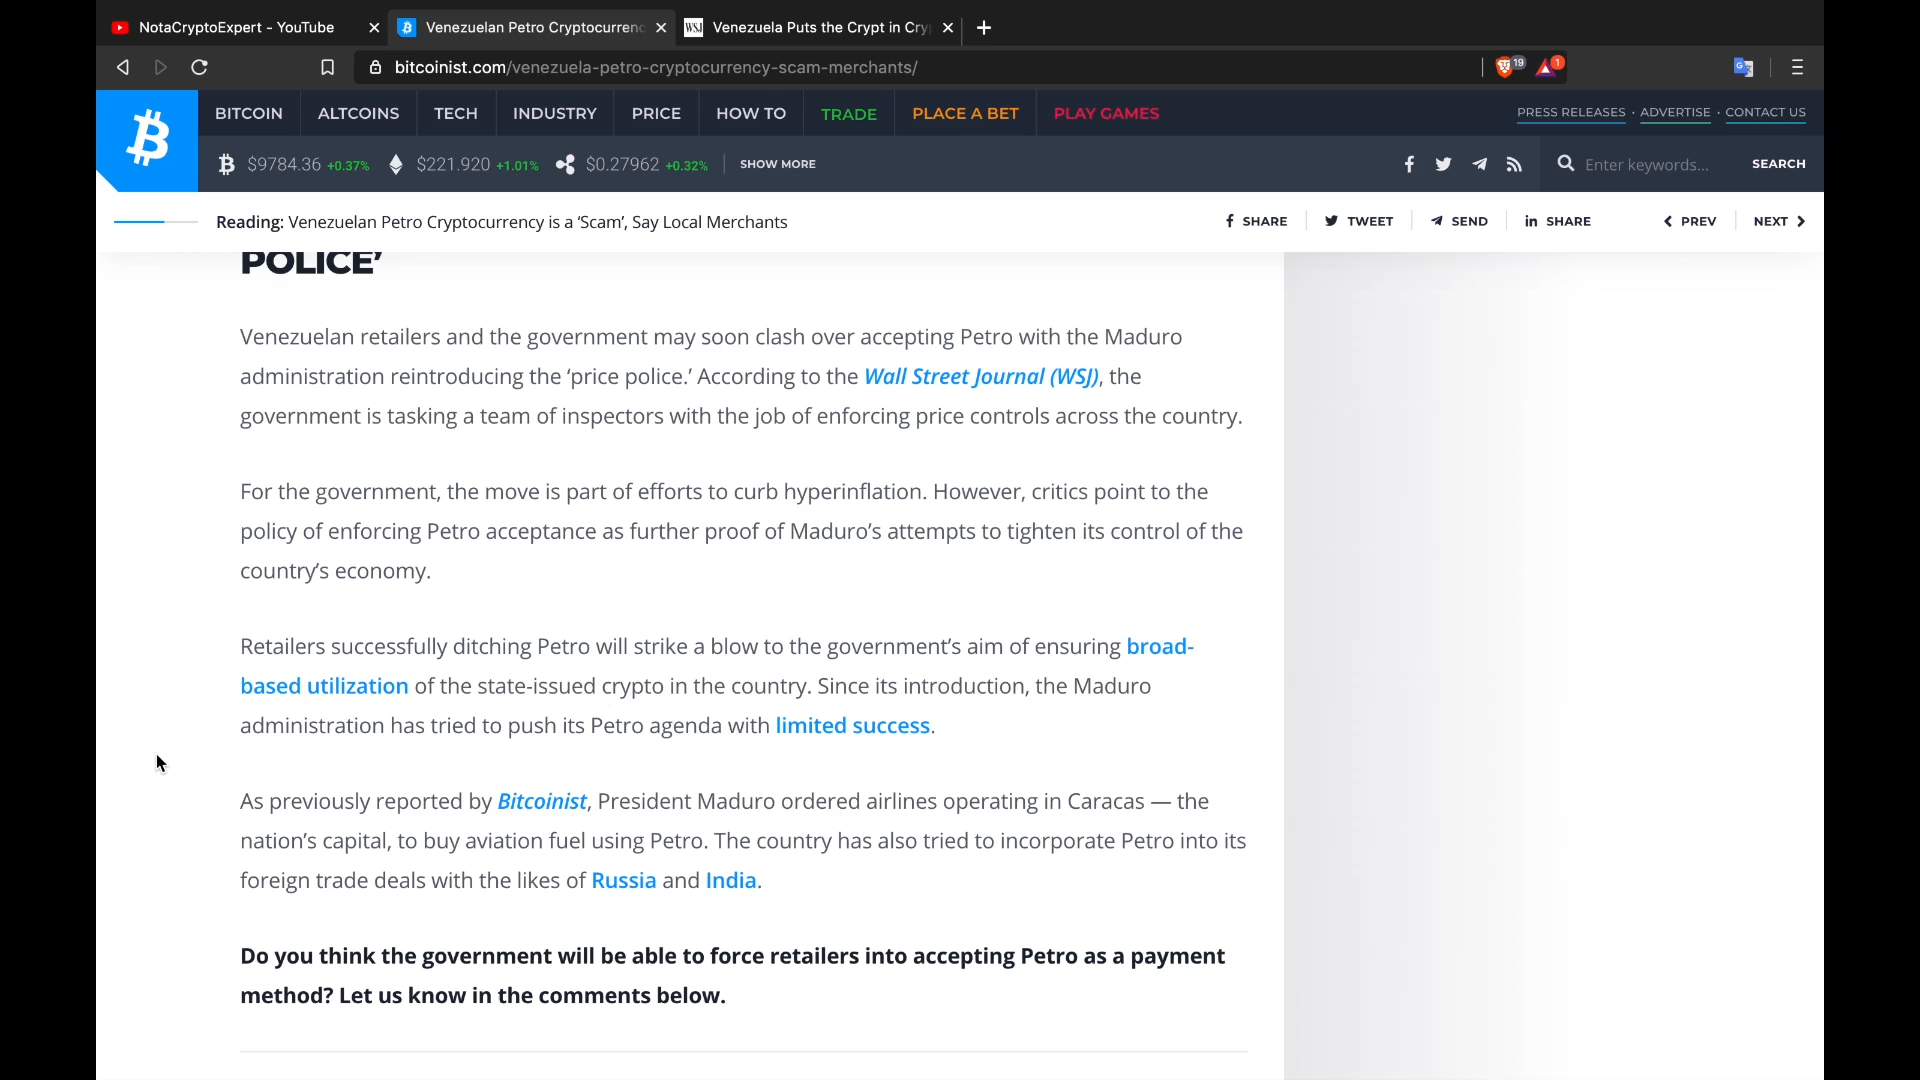 NotaCryptoExpert - YouTube
Venezuelan Petro Cryptocurrenc
WSJ Venezuela Puts the Crypt in Cry
bitcoinist.com/venezuela-petro-cryptocurrency-scam-merchants/
19
1
BITCOIN ALTCOINS TECH INDUSTRY PRICE HOW TO TRADE PLACE A BET PLAY GAMES
PRESS RELEASES · ADVERTISE · CONTACT US
$9784.36 +0.37% $221.920 +1.01% $0.27962 +0.32% SHOW MORE
Enter keywords... SEARCH
Reading: Venezuelan Petro Cryptocurrency is a ‘Scam’, Say Local Merchants
SHARE TWEET SEND SHARE PREV NEXT
POLICE’
Venezuelan retailers and the government may soon clash over accepting Petro with the Maduro
administration reintroducing the ‘price police.’ According to the Wall Street Journal (WSJ), the
government is tasking a team of inspectors with the job of enforcing price controls across the country.
For the government, the move is part of efforts to curb hyperinflation. However, critics point to the
policy of enforcing Petro acceptance as further proof of Maduro’s attempts to tighten its control of the
country’s economy.
Retailers successfully ditching Petro will strike a blow to the government’s aim of ensuring broad-
based utilization of the state-issued crypto in the country. Since its introduction, the Maduro
administration has tried to push its Petro agenda with limited success.
As previously reported by Bitcoinist, President Maduro ordered airlines operating in Caracas — the
nation’s capital, to buy aviation fuel using Petro. The country has also tried to incorporate Petro into its
foreign trade deals with the likes of Russia and India.
Do you think the government will be able to force retailers into accepting Petro as a payment
method? Let us know in the comments below.